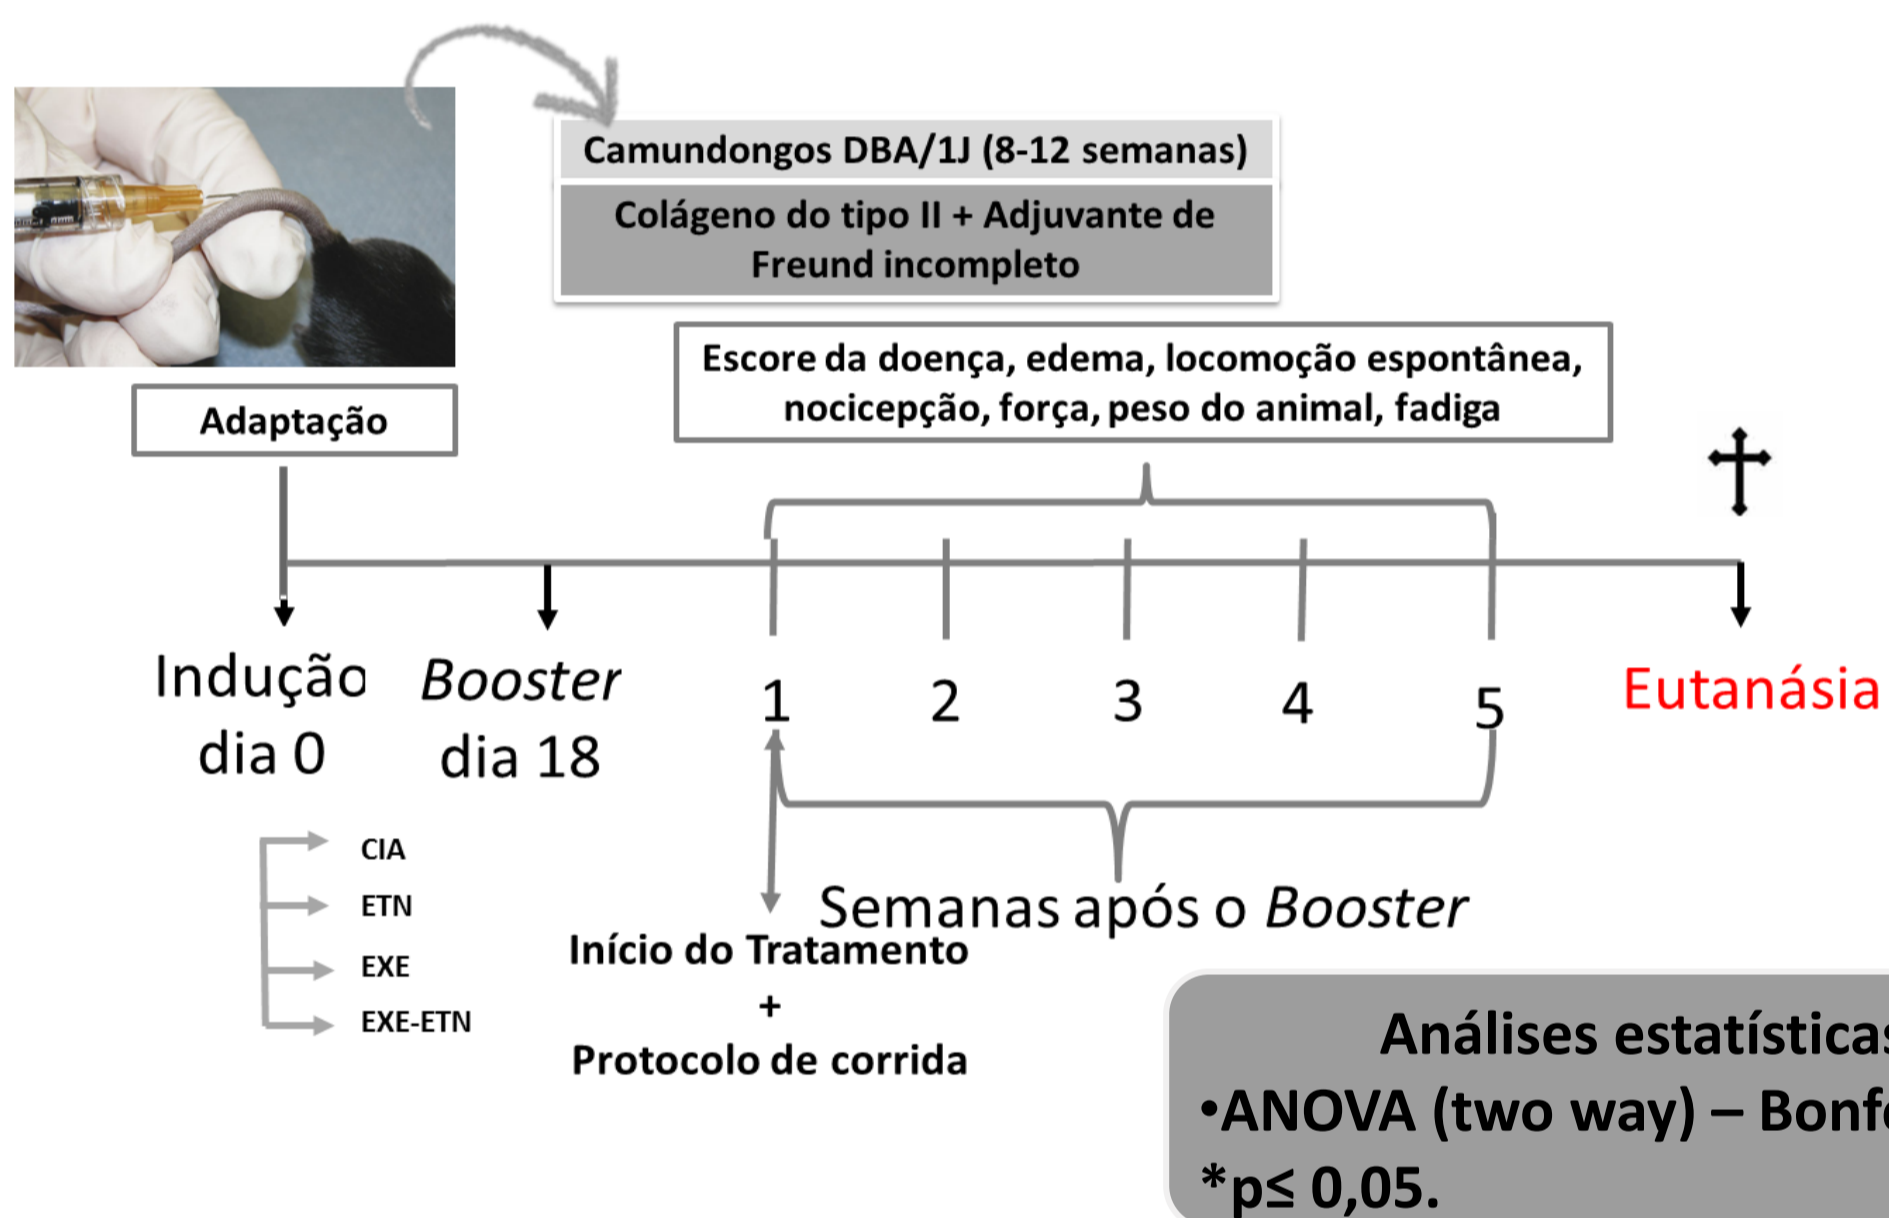 Camundongos DBA/1J (8-12 semanas)
Colágeno do tipo II + Adjuvante de
Freund incompleto
Escore da doença, edema, locomoção espontânea,
nocicepção, força, peso do animal, fadiga
Adaptação
Indução
dia 0
Booster
dia 18
1
2
3
4
5
Eutanásia
CIA
ETN
EXE
EXE-ETN
Semanas após o Booster
Início do Tratamento
+
Protocolo de corrida
Análises estatísticas
•ANOVA (two way) –
*p≤ 0,05.